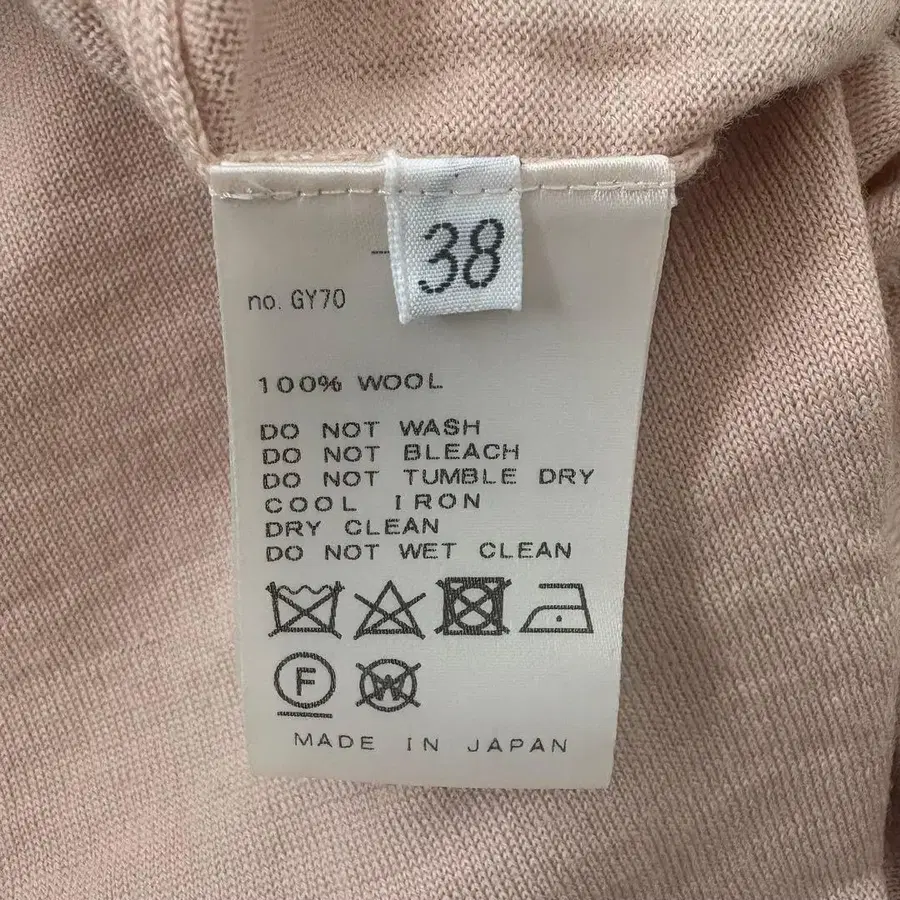 38
no. GY70
100% WOOL
DO NOT WASH
DO NOT BLEACH
DO NOT TUMBLE DRY
COOL IRON
DRY CLEAN
DO NOT WET CLEAN
F W
MADE IN JAPAN